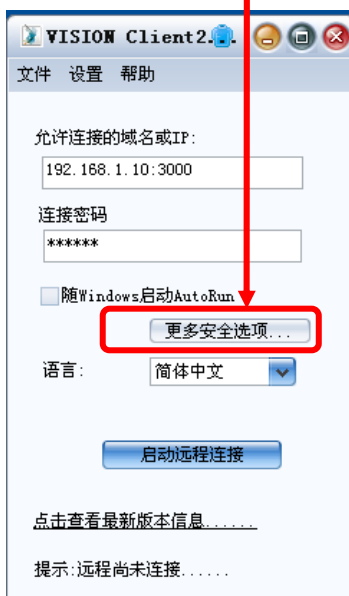 VISION Client2.
文件 设置 帮助
允许连接的域名或IP:
192.168.1.10:3000
连接密码
******
随Windows启动AutoRun
更多安全选项...
语言: 简体中文
启动远程连接
点击查看最新版本信息......
提示:远程尚未连接......